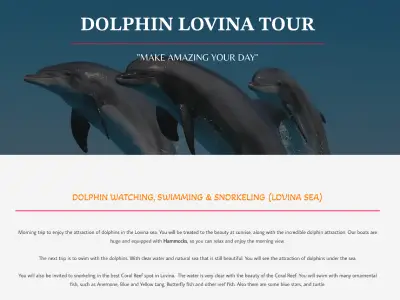 DOLPHIN LOVINA TOUR
"MAKE AMAZING YOUR DAY"
DOLPHIN WATCHING, SWIMMING & SNORKELING (LOVINA SEA)
Morning trip to enjoy the attraction of dolphins in the Lovina sea. You will be treated to the beauty at sunrise, along with the incredible dolphin attraction. Our boats are
huge and equipped with Hammocks, so you can relax and enjoy the morning view
The next trip is to swim with the dolphins. With clear water and natural sea that is still beautiful. You will see the attraction of dolphins under the sea.
You will also be invited to snorkeling in the best Coral Reef spot in Lovina. The water is very clear with the beauty of the Coral Reef. You will swim with many ornamental
fish, such as Anemone, Blue and Yellow tang, Butterfly fish and other reef fish. Also there are some blue stars, and